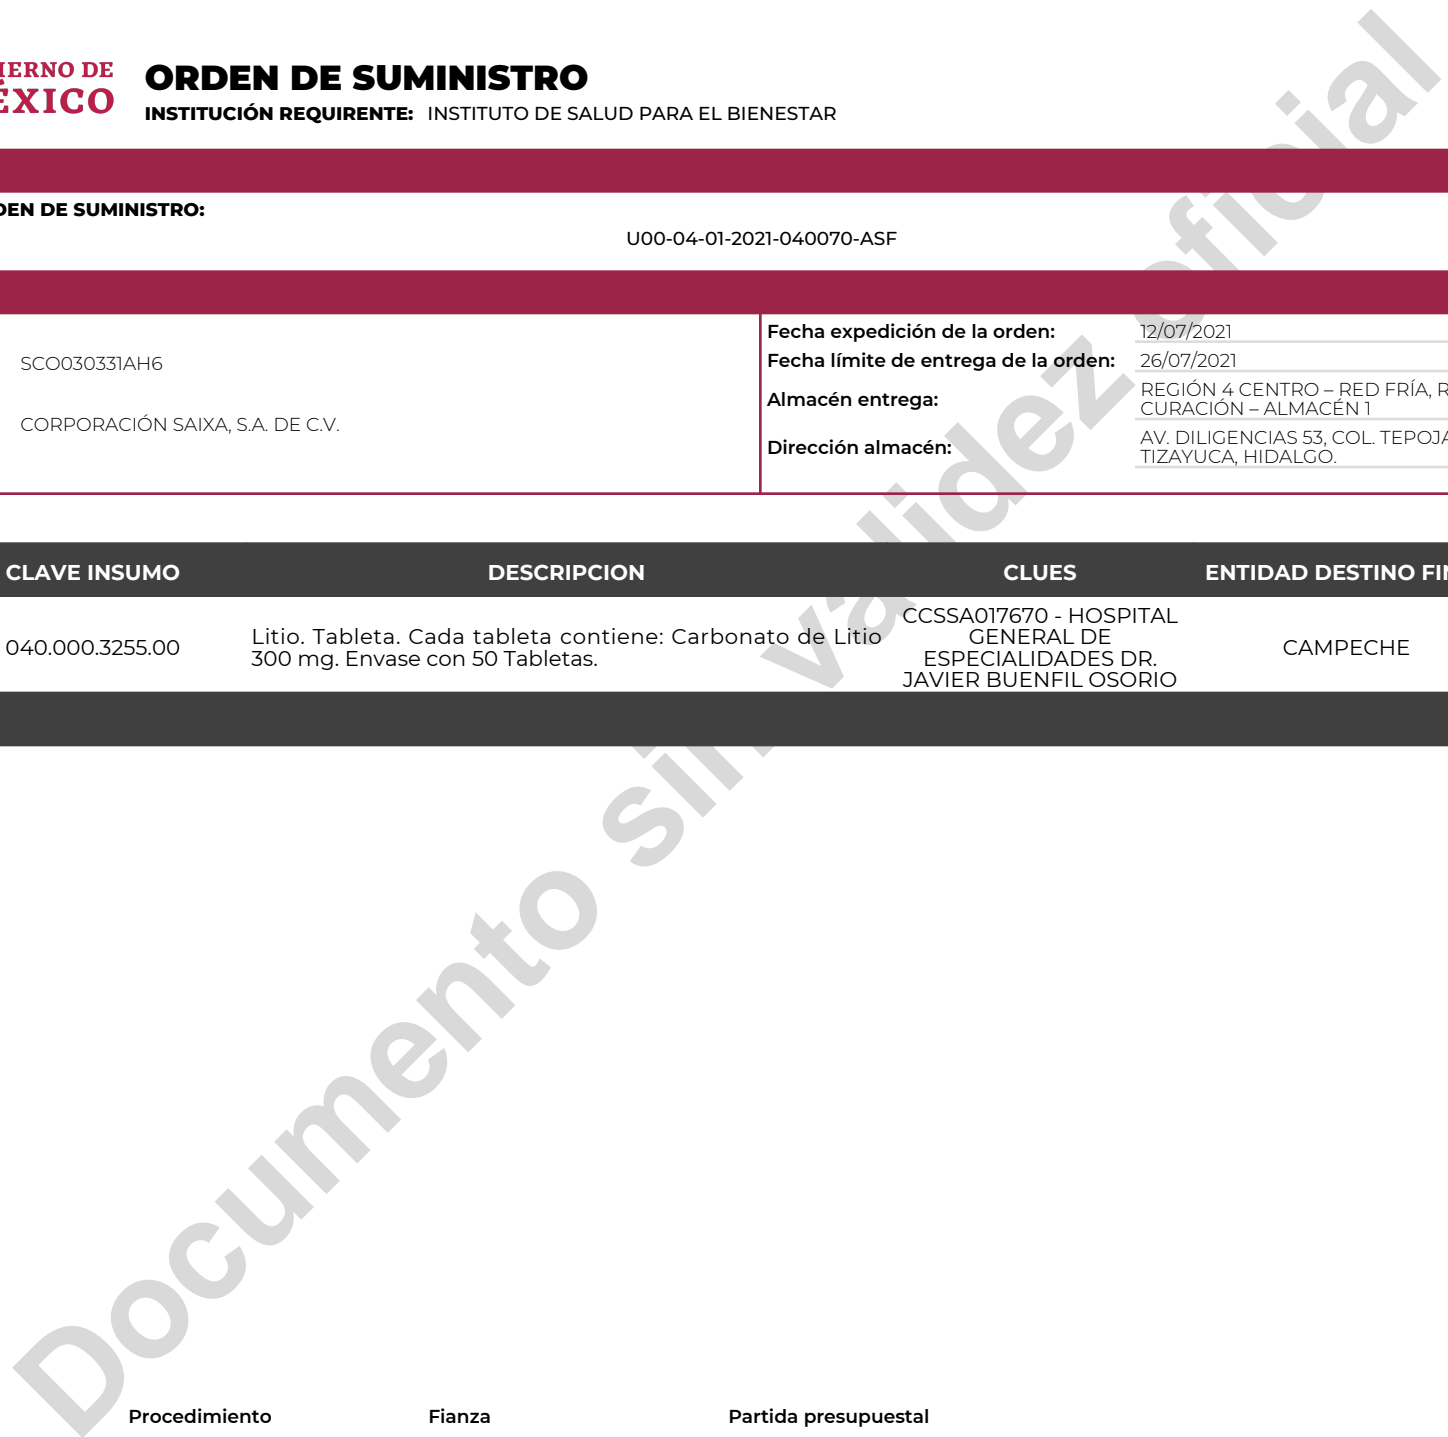 IERNO DE
ÉXICO
ORDEN DE SUMINISTRO
INSTITUCIÓN REQUIRENTE: INSTITUTO DE SALUD PARA EL BIENESTAR
DEN DE SUMINISTRO:
U00-04-01-2021-040070-ASF
SCO030331AH6
CORPORACIÓN SAIXA, S.A. DE C.V.
Fecha expedición de la orden: 12/07/2021
Fecha límite de entrega de la orden: 26/07/2021
Almacén entrega: REGIÓN 4 CENTRO – RED FRÍA, R
CURACIÓN – ALMACÉN 1
Dirección almacén: AV. DILIGENCIAS 53, COL. TEPOJA
TIZAYUCA, HIDALGO.
CLAVE INSUMO DESCRIPCION CLUES ENTIDAD DESTINO FIN
040.000.3255.00
Litio. Tableta. Cada tableta contiene: Carbonato de Litio
300 mg. Envase con 50 Tabletas.
CCSSA017670 - HOSPITAL
GENERAL DE
ESPECIALIDADES DR.
JAVIER BUENFIL OSORIO
CAMPECHE
Documento sin validez oficial
Procedimiento Fianza Partida presupuestal